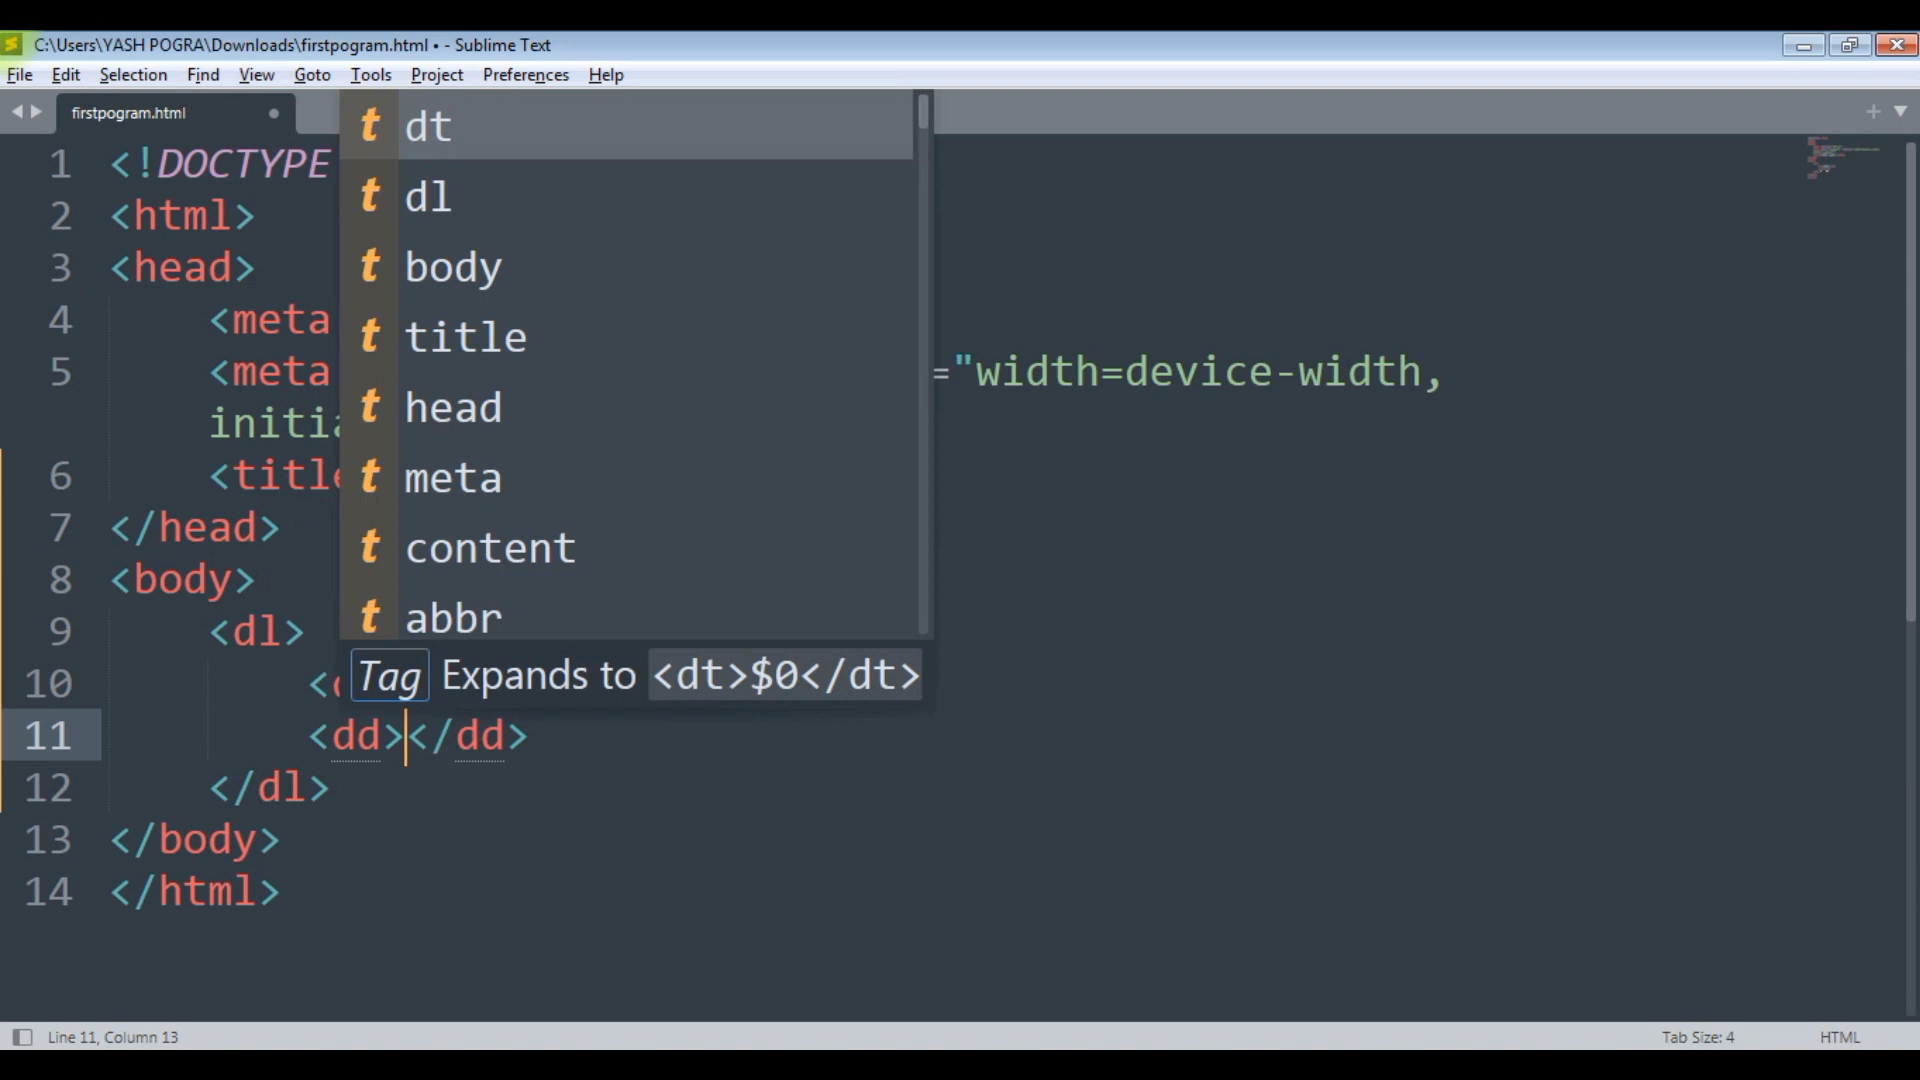 C:\Users\YASH POGRA\Downloads\firstpogram.html • - Sublime Text
File Edit Selection Find View Goto Tools Project Preferences Help
firstpogram.html
dt
dl
body
title
head
meta
content
abbr
Tag Expands to <dt>$0</dt>
1 <!DOCTYPE
2 <html>
3 <head>
4 <meta
5 <meta ="width=device-width,
6
7 </head>
8 <body>
9 <dl>
10
11 <dd></dd>
12 </dl>
13 </body>
14 </html>
Line 11, Column 13
Tab Size: 4
HTML